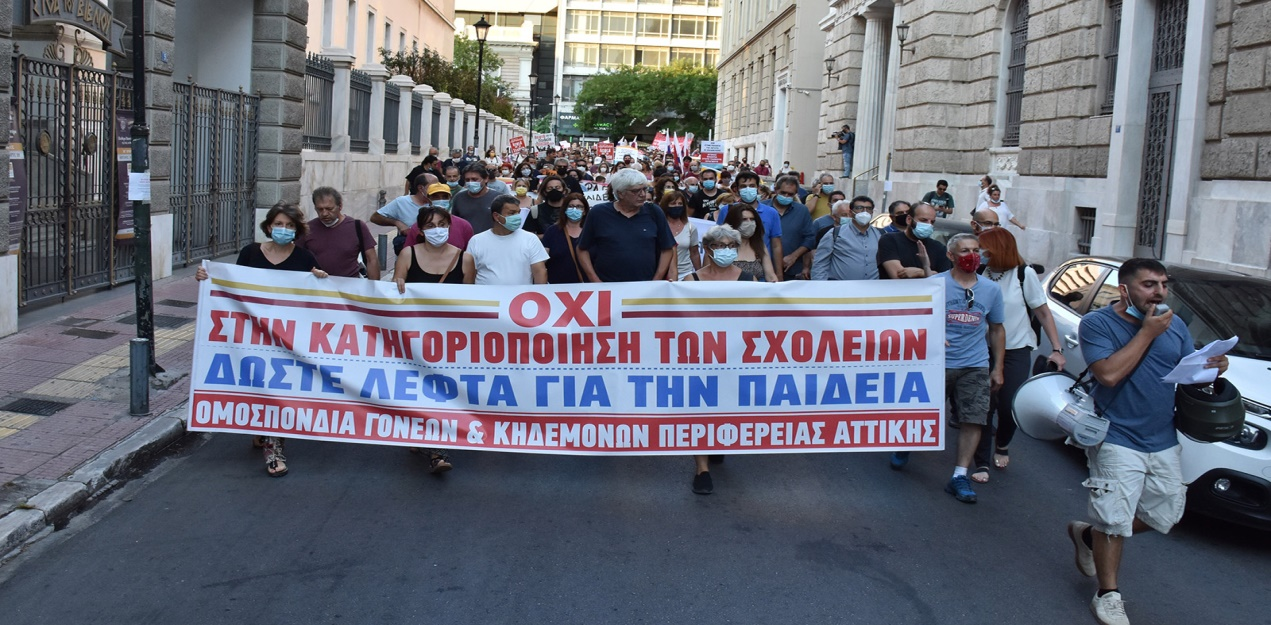 ΟΧΙ
ΣΤΗΝ ΚΑΤΗΓΟΡΙΟΠΟΙΗΣΗ ΤΩΝ ΣΧΟΛΕΙΩΝ
ΔΩΣΤΕ ΛΕΦΤΑ ΓΙΑ ΤΗΝ ΠΑΙΔΕΙΑ
ΟΜΟΣΠΟΝΔΙΑ ΓΟΝΕΩΝ & ΚΗΔΕΜΟΝΩΝ ΠΕΡΙΦΕΡΕΙΑΣ ΑΤΤΙΚΗΣ